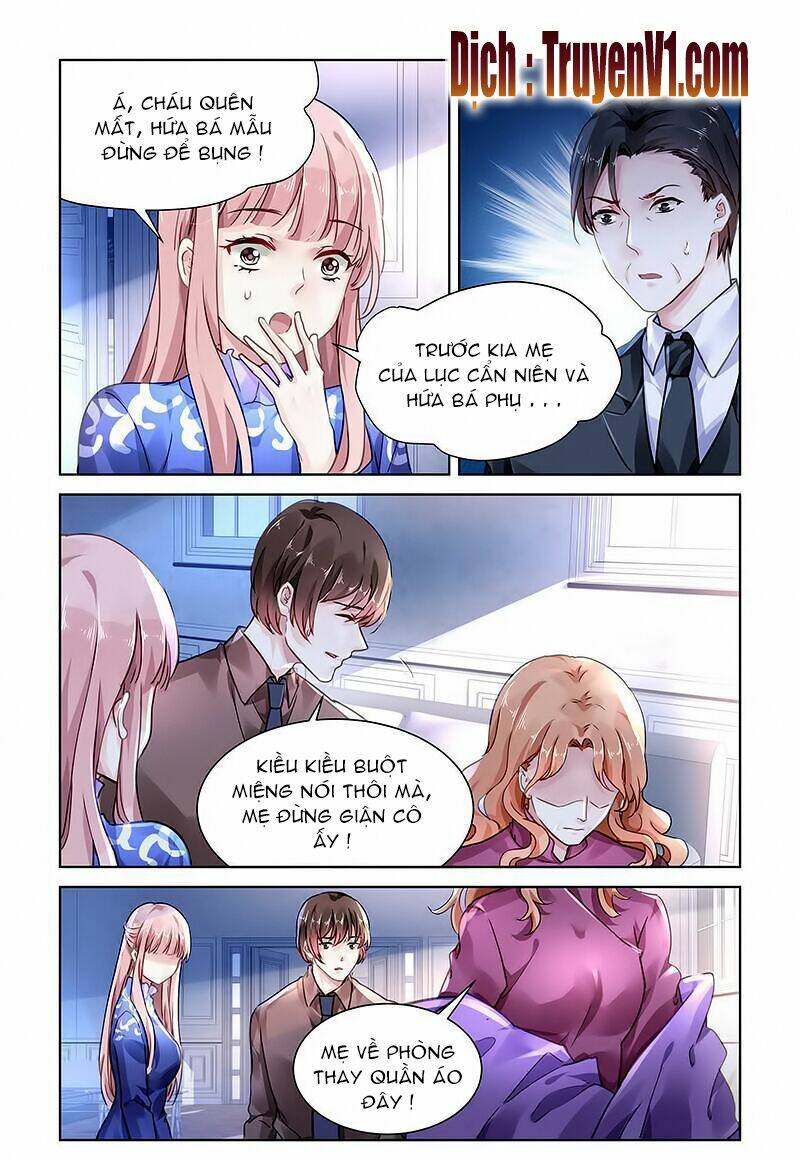 Dịch : TruyenV1.com
Á, CHÁU QUÊN
MẤT, HỨA BÁ MẪU
ĐỪNG ĐỂ BỤNG !
TRƯỚC KIA MẸ
CỦA LỤC CẨN NIÊN VÀ
HỨA BÁ PHỤ . . .
KIỀU KIỀU BUỘT
MIỆNG NÓI THÔI MÀ,
MẸ ĐỪNG GIẬN CÔ
ẤY !
MẸ VỀ PHÒNG
THAY QUẦN ÁO
ĐÂY !